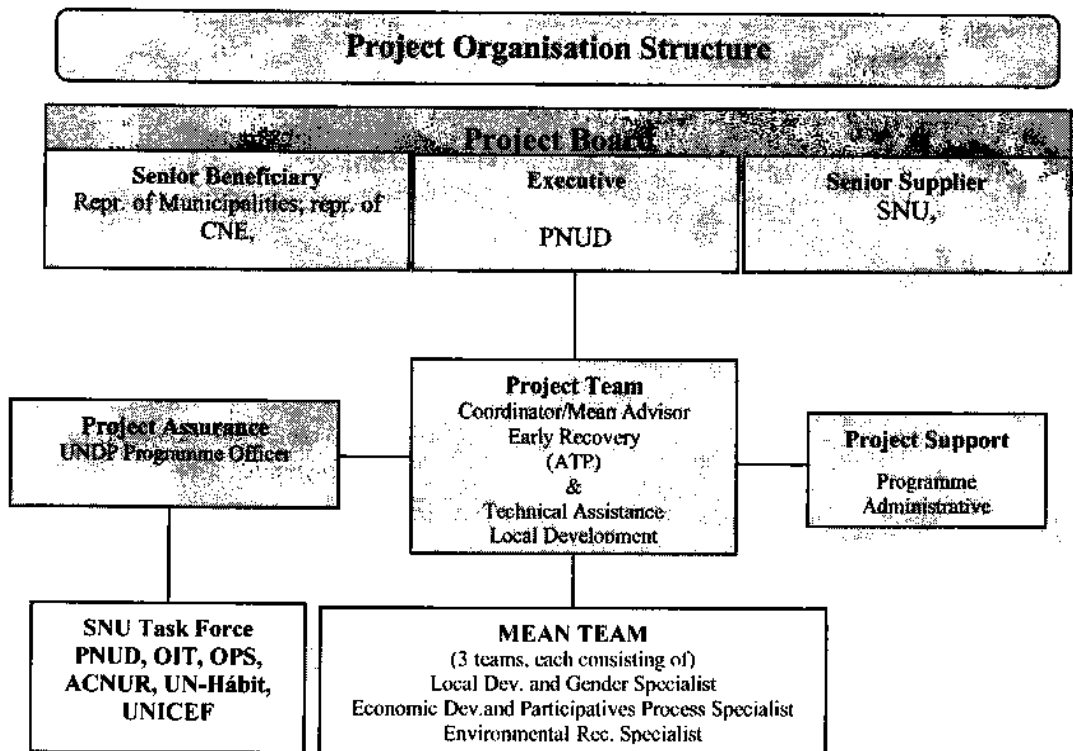 Project Organisation Structure
Project Board
Senior Beneficiary
Repr. of Municipalities, repr. of
CNE,
Executive
PNUD
Senior Supplier
SNU,
Project Assurance
UNDP Programme Officer
Project Team
Coordinator/Mean Advisor
Early Recovery
(ATP)
&
Technical Assistance
Local Development
Project Support
Programme
Administrative
SNU Task Force
PNUD, OIT, OPS,
ACNUR, UN-Hábit,
UNICEF
MEAN TEAM
(3 teams, each consisting of)
Local Dev. and Gender Specialist
Economic Dev.and Participatives Process Specialist
Environmental Rec. Specialist